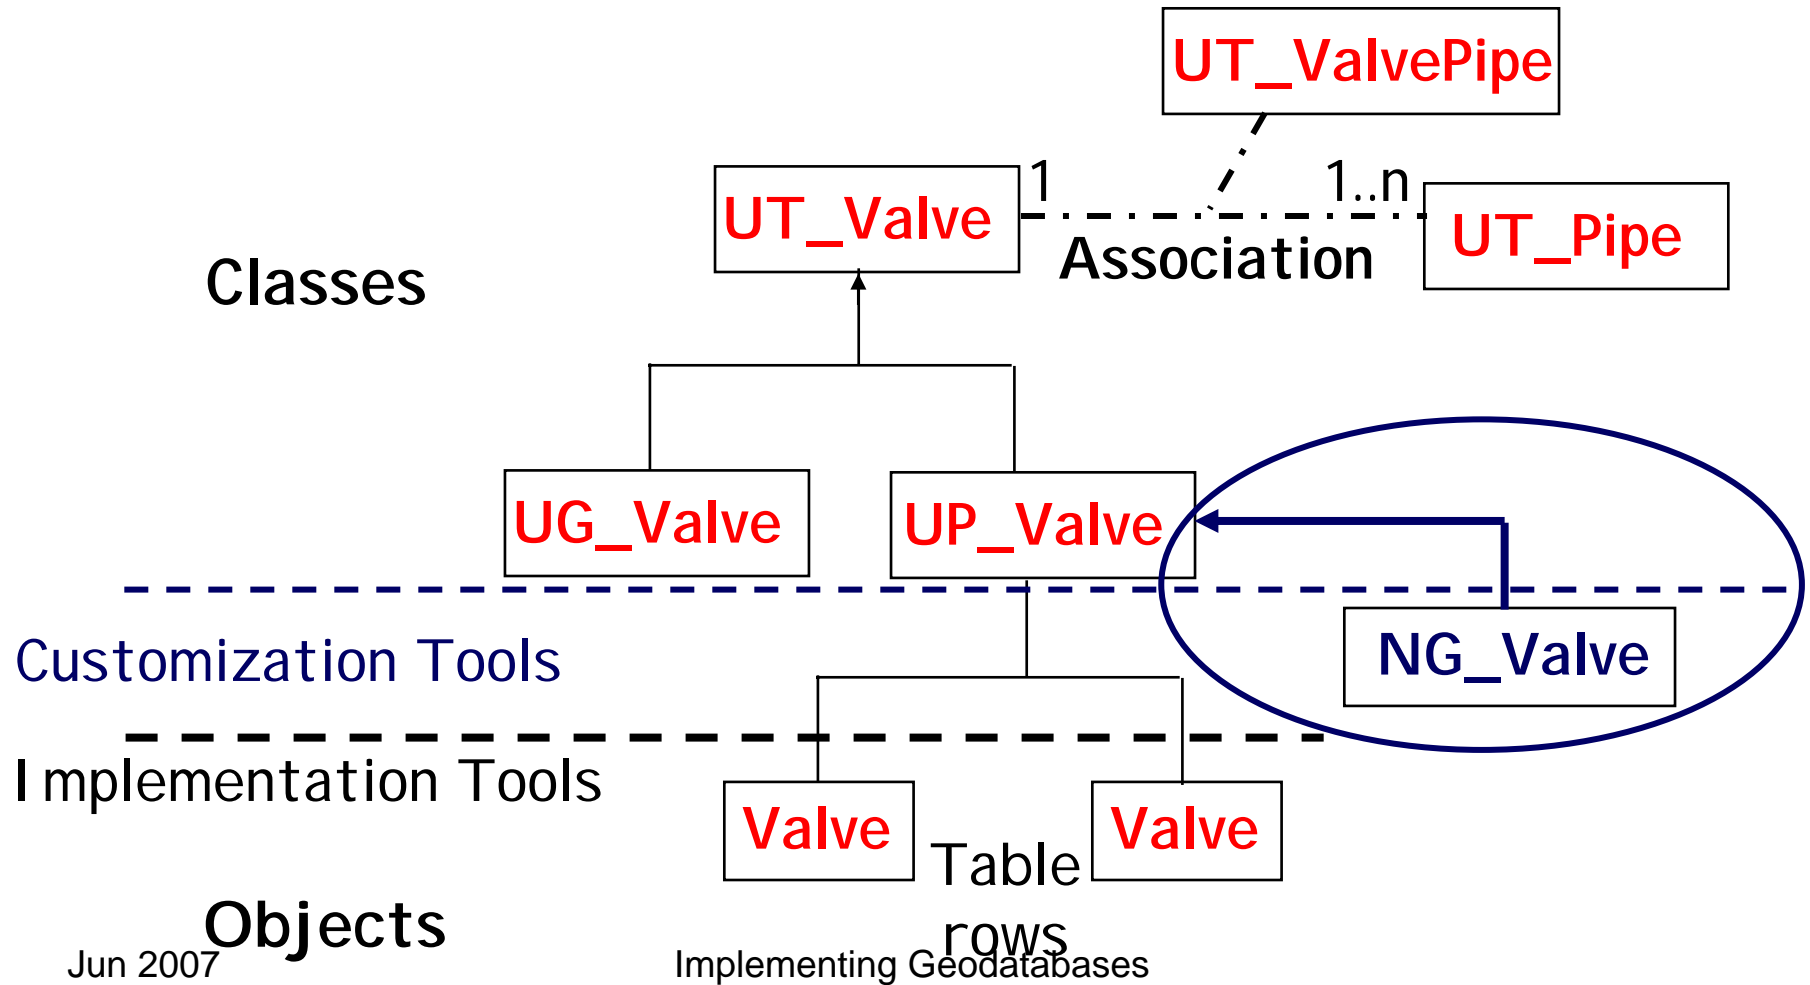 UT_ValvePipe
1
1..n
UT_Valve
UT_Pipe
Association
Classes
UG_Valve
UP_Valve
NG_Valve
Customization Tools
Implementation Tools
Valve
Valve
Table
rows
Objects
Jun 2007
Implementing Geodatabases